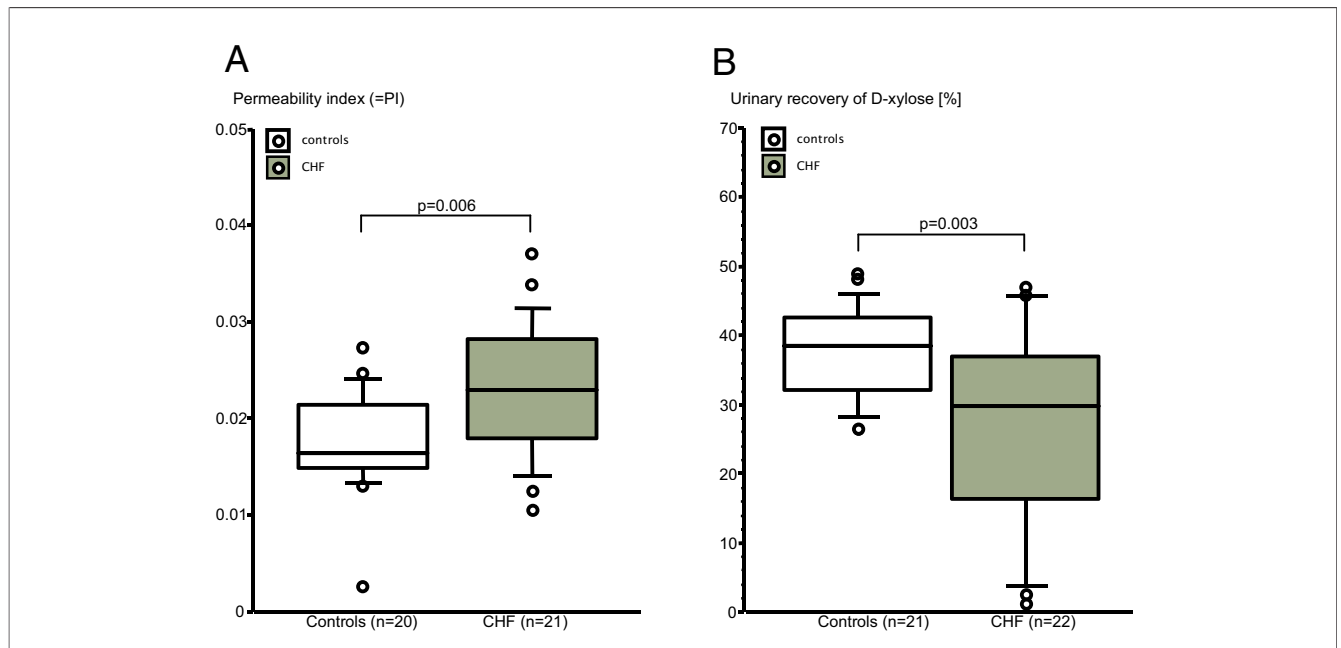 A
Permeability index (=PI)
0.05
controls
CHF
p=0.006
0.04
0.03
0.02
0.01
0
Controls (n=20) CHF (n=21)
B
Urinary recovery of D-xylose [%]
70
controls
CHF
60
p=0.003
50
40
30
20
10
0
Controls (n=21) CHF (n=22)